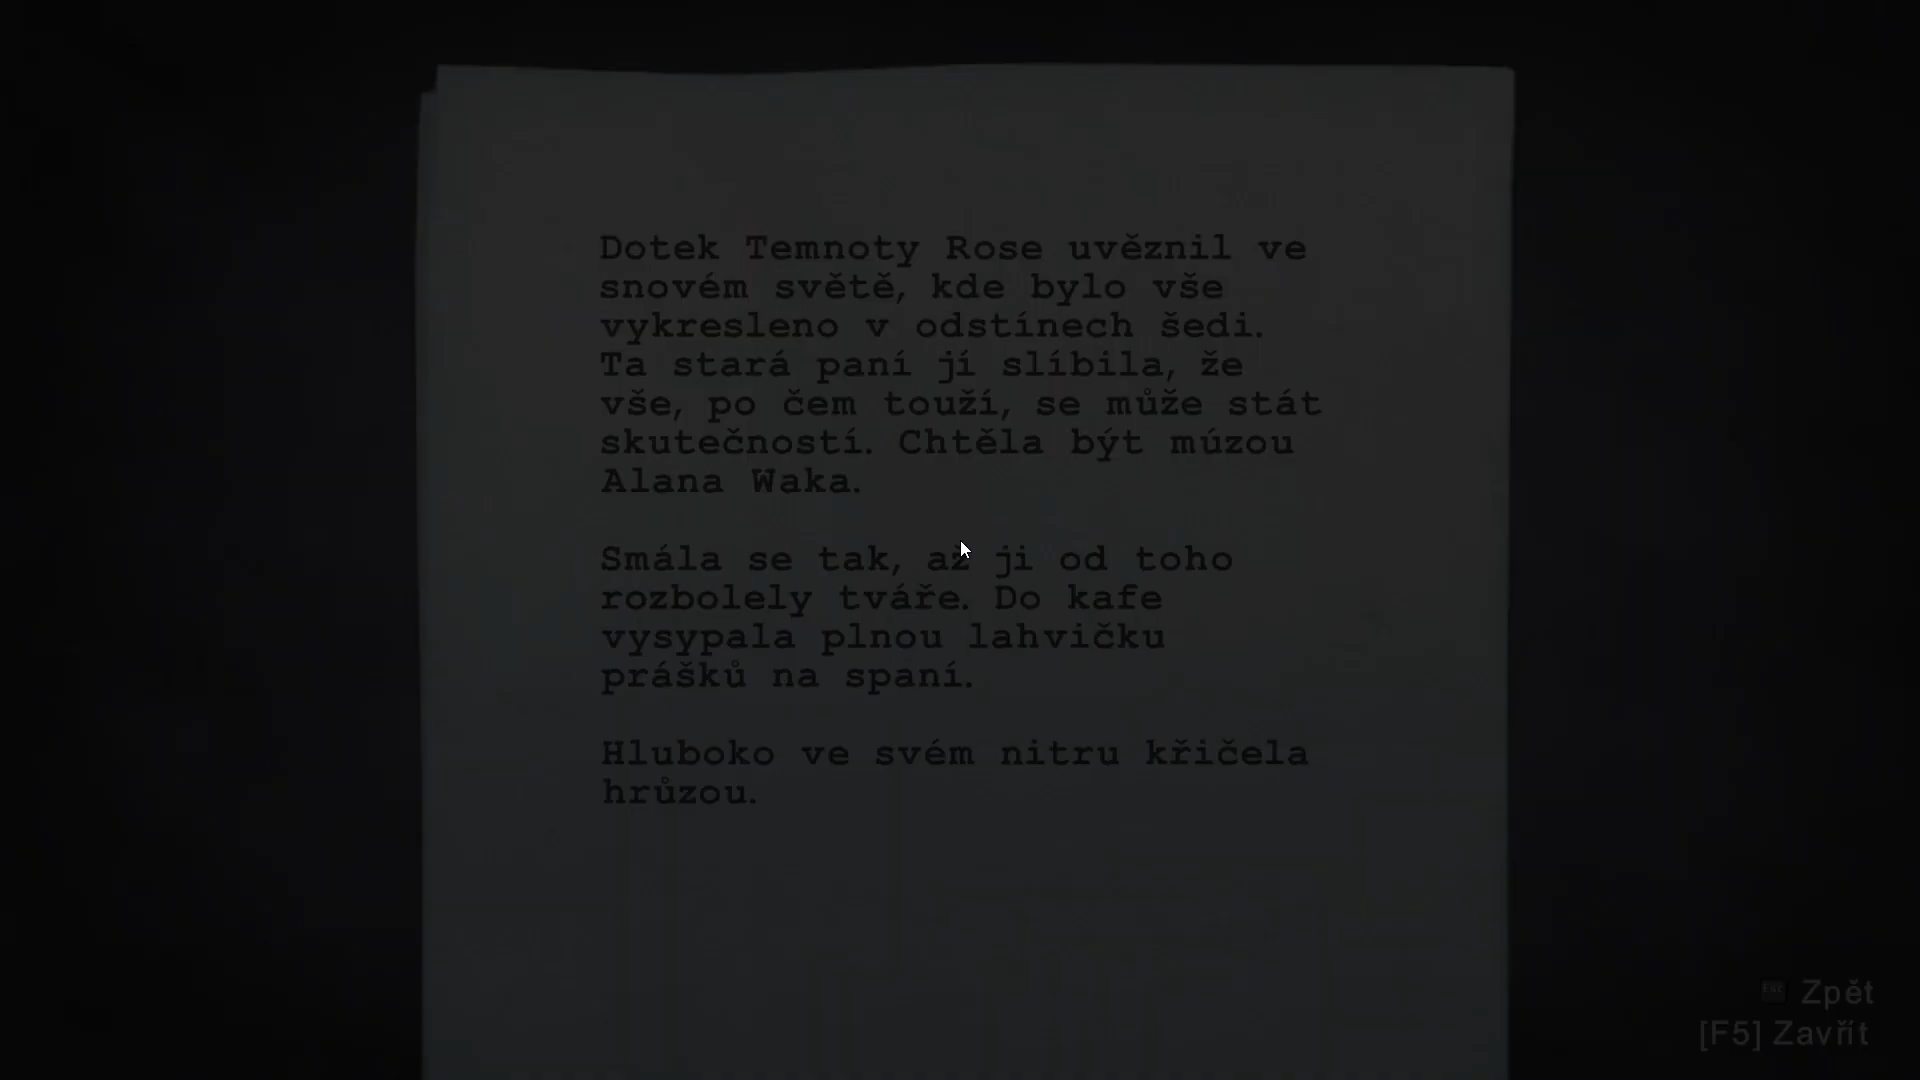 Dotek Temnoty Rose uvěznil ve
snovém světě, kde bylo vše
vykresleno v odstínech šedi.
Ta stará paní jí slíbila, že
vše, po čem touží, se může stát
skutečností. Chtěla být múzou
Alana Waka.
Smála se tak, až ji od toho
rozbolely tváře. Do kafe
vysypala plnou lahvičku
prášků na spaní.
Hluboko ve svém nitru křičela
hrůzou.
Esc Zpět
[F5] Zavřít